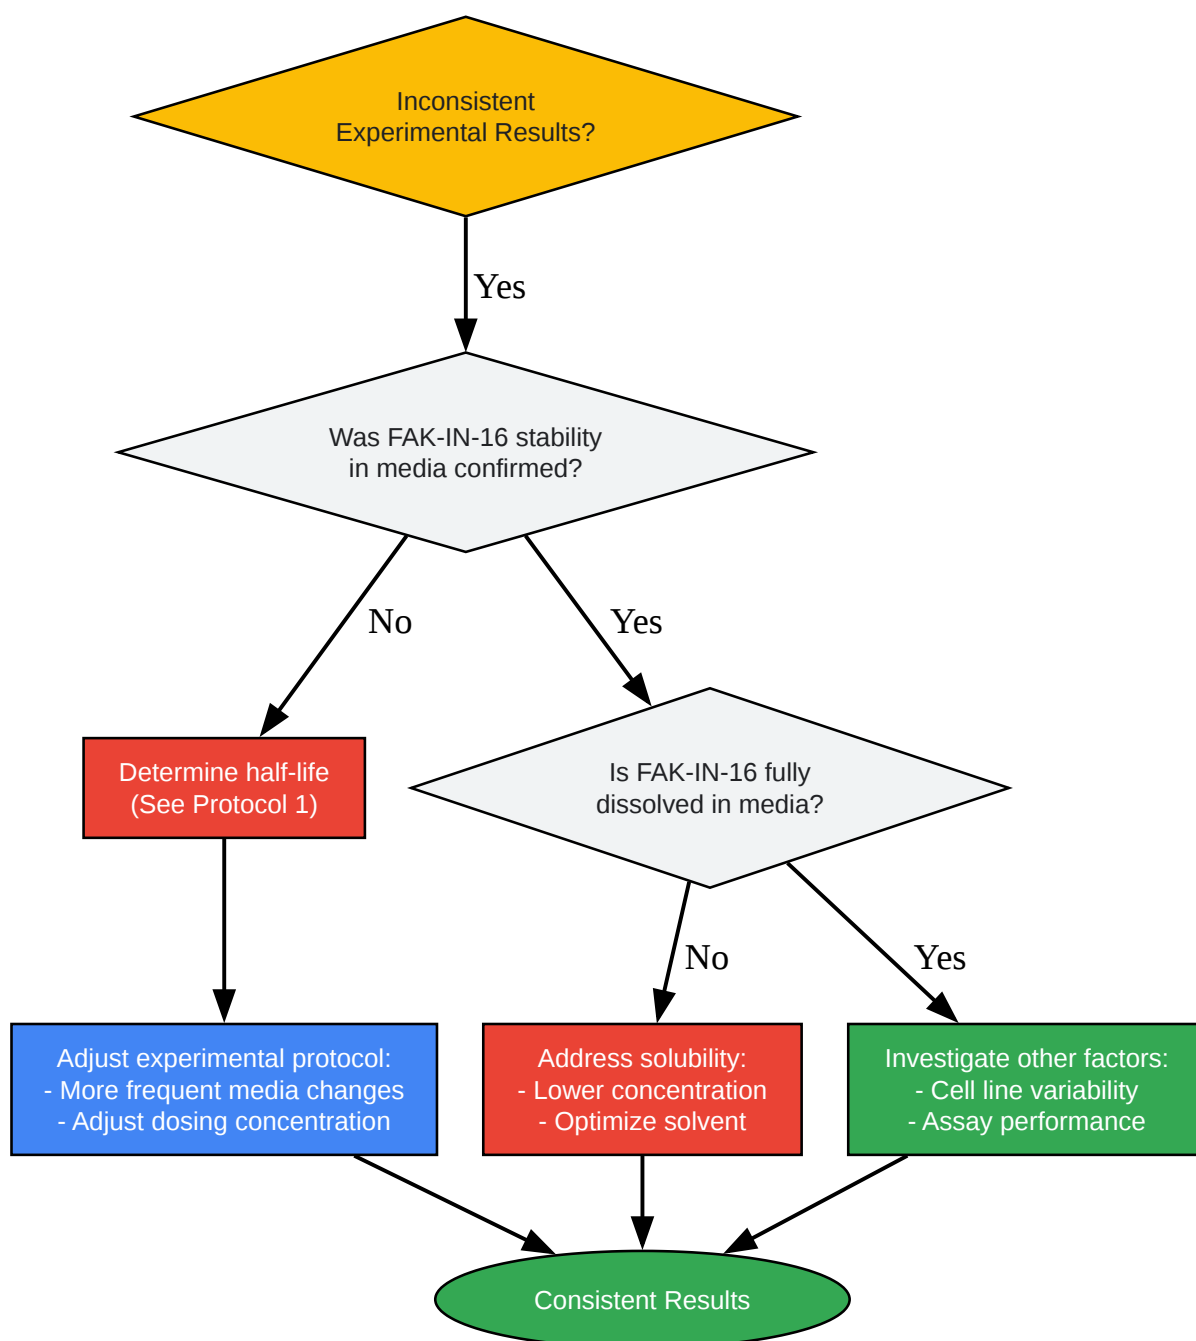 Inconsistent
Experimental Results?
Yes
Was FAK-IN-16 stability
in media confirmed?
No
Yes
Determine half-life
(See Protocol 1)
Is FAK-IN-16 fully
dissolved in media?
No
Yes
Adjust experimental protocol:
- More frequent media changes
- Adjust dosing concentration
Address solubility:
- Lower concentration
- Optimize solvent
Investigate other factors:
- Cell line variability
- Assay performance
Consistent Results